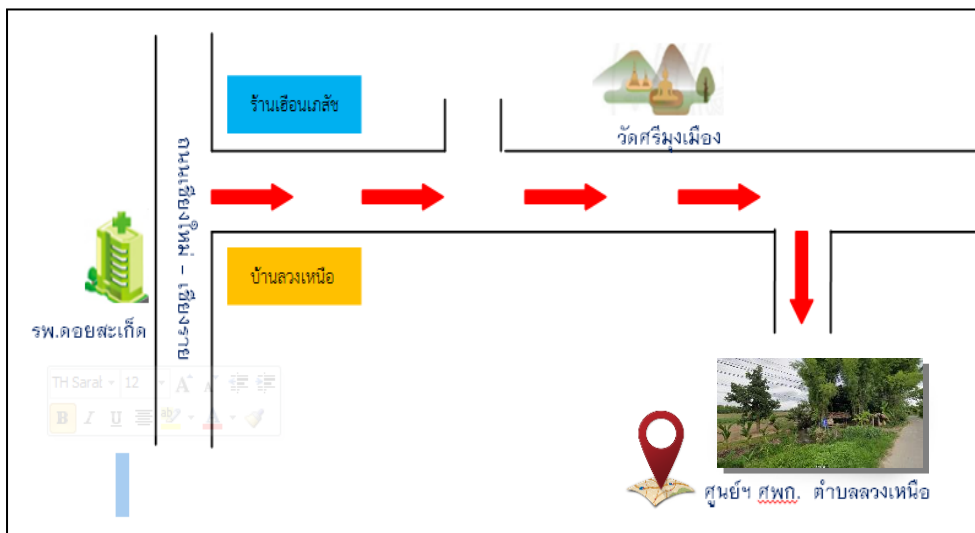 ร้านเฮือนเภสัช
วัดศรีมุงเมือง
ถนนเชียงใหม่ – เชียงราย
บ้านลวงเหนือ
รพ.ดอยสะเก็ด
TH Saral 12 A A
B I U ab A
ศูนย์ฯ ศพก. ตำบลลวงเหนือ